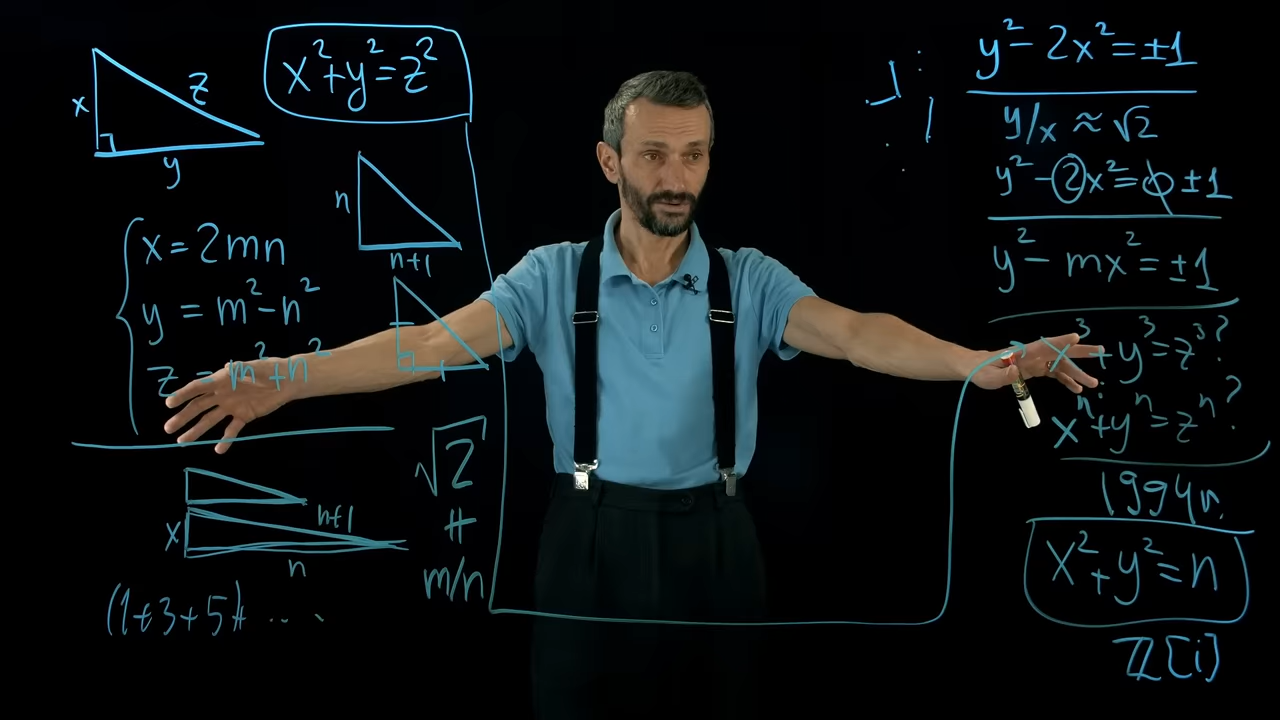 x
z
y
x²+y²=z²
n
n+1
x=2mn
y=m²-n²
z=m²+n²
x
n+1
n
(1+3+5)+ ...
√2
≠
m/n
y²-2x²=±1
y/x≈√2
y²-2x²=0±1
y²-mx²=±1
x³+y³=z³?
xⁿ+yⁿ=zⁿ?
1994г.
x²+y²=n
ℤ[i]